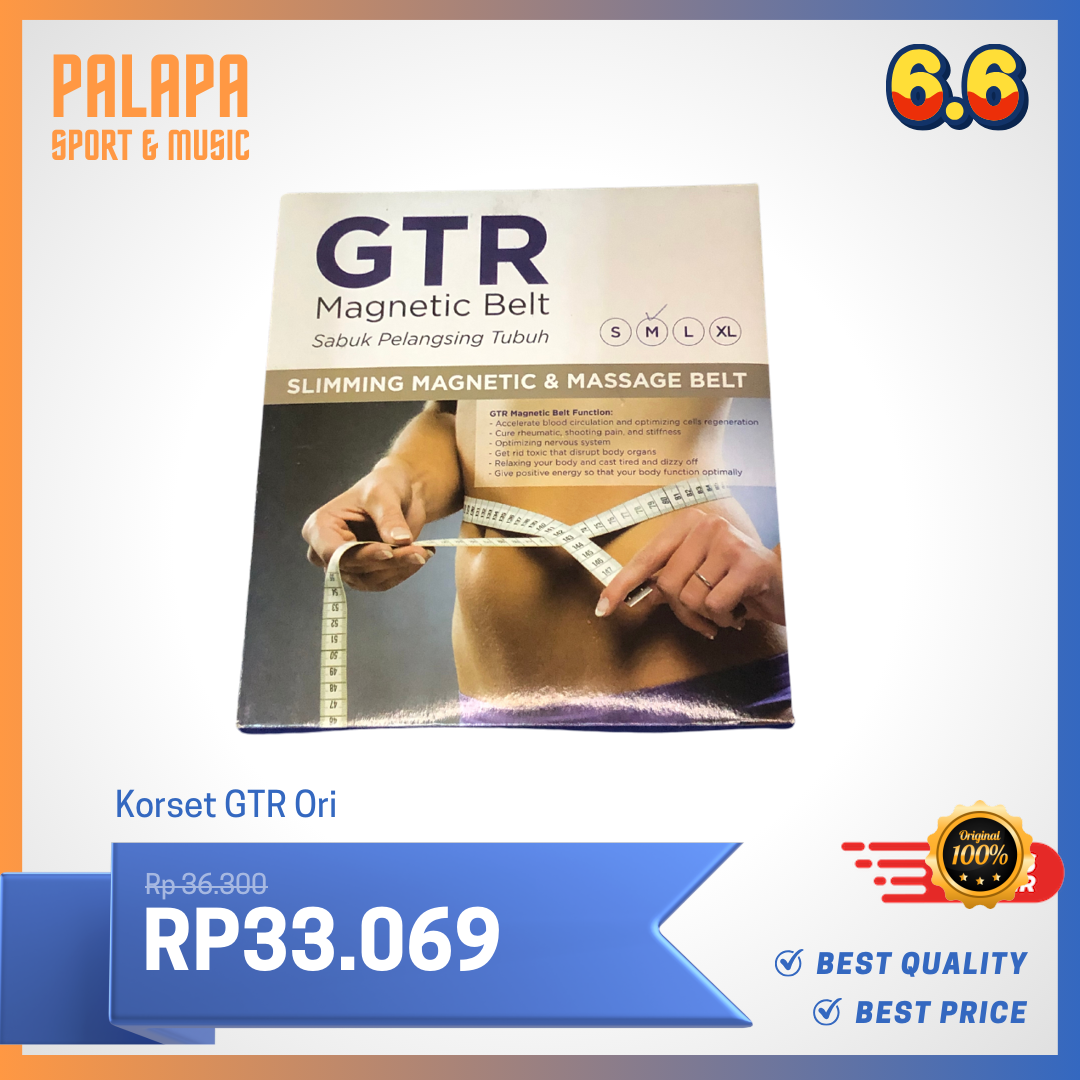 PALAPA
SPORT & MUSIC
6.6
GTR
Magnetic Belt
Sabuk Pelangsing Tubuh
S M L XL
SLIMMING MAGNETIC & MASSAGE BELT
GTR Magnetic Belt Function:
- Accelerate blood circulation and optimizing cells regeneration
- Cure rheumatic, shooting pain, and stiffness
- Optimizing nervous system
- Get rid toxic that disrupt body organs
- Relaxing your body and cast tired and dizzy off
- Give positive energy so that your body function optimally
Korset GTR Ori
Rp 36.300
RP33.069
Original
100%
BEST QUALITY
BEST PRICE